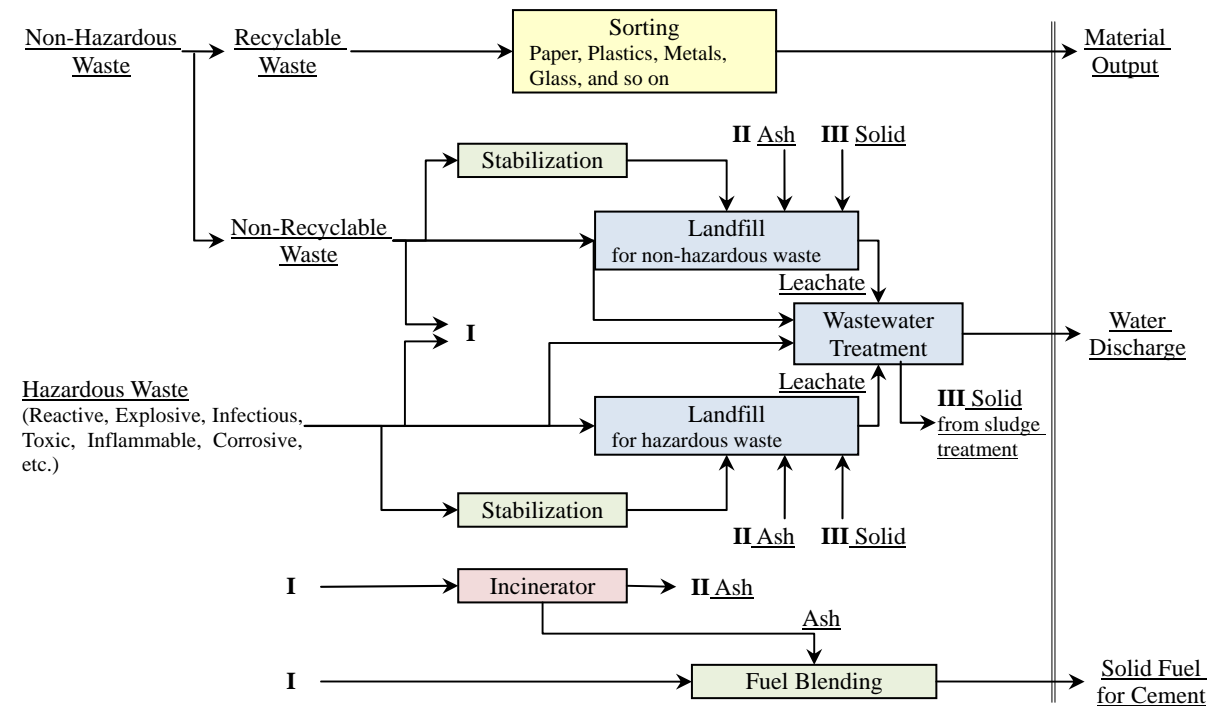 Non-Hazardous
Waste
Recyclable
Waste
Sorting
Paper, Plastics, Metals,
Glass, and so on
Material
Output
II Ash
III Solid
Stabilization
Non-Recyclable
Waste
Landfill
for non-hazardous waste
Leachate
I
Wastewater
Treatment
Water
Discharge
Hazardous Waste
(Reactive, Explosive, Infectious,
Toxic, Inflammable, Corrosive,
etc.)
Leachate
Landfill
for hazardous waste
III Solid
from sludge
treatment
Stabilization
II Ash
III Solid
I
Incinerator
II Ash
Ash
I
Fuel Blending
Solid Fuel
for Cement